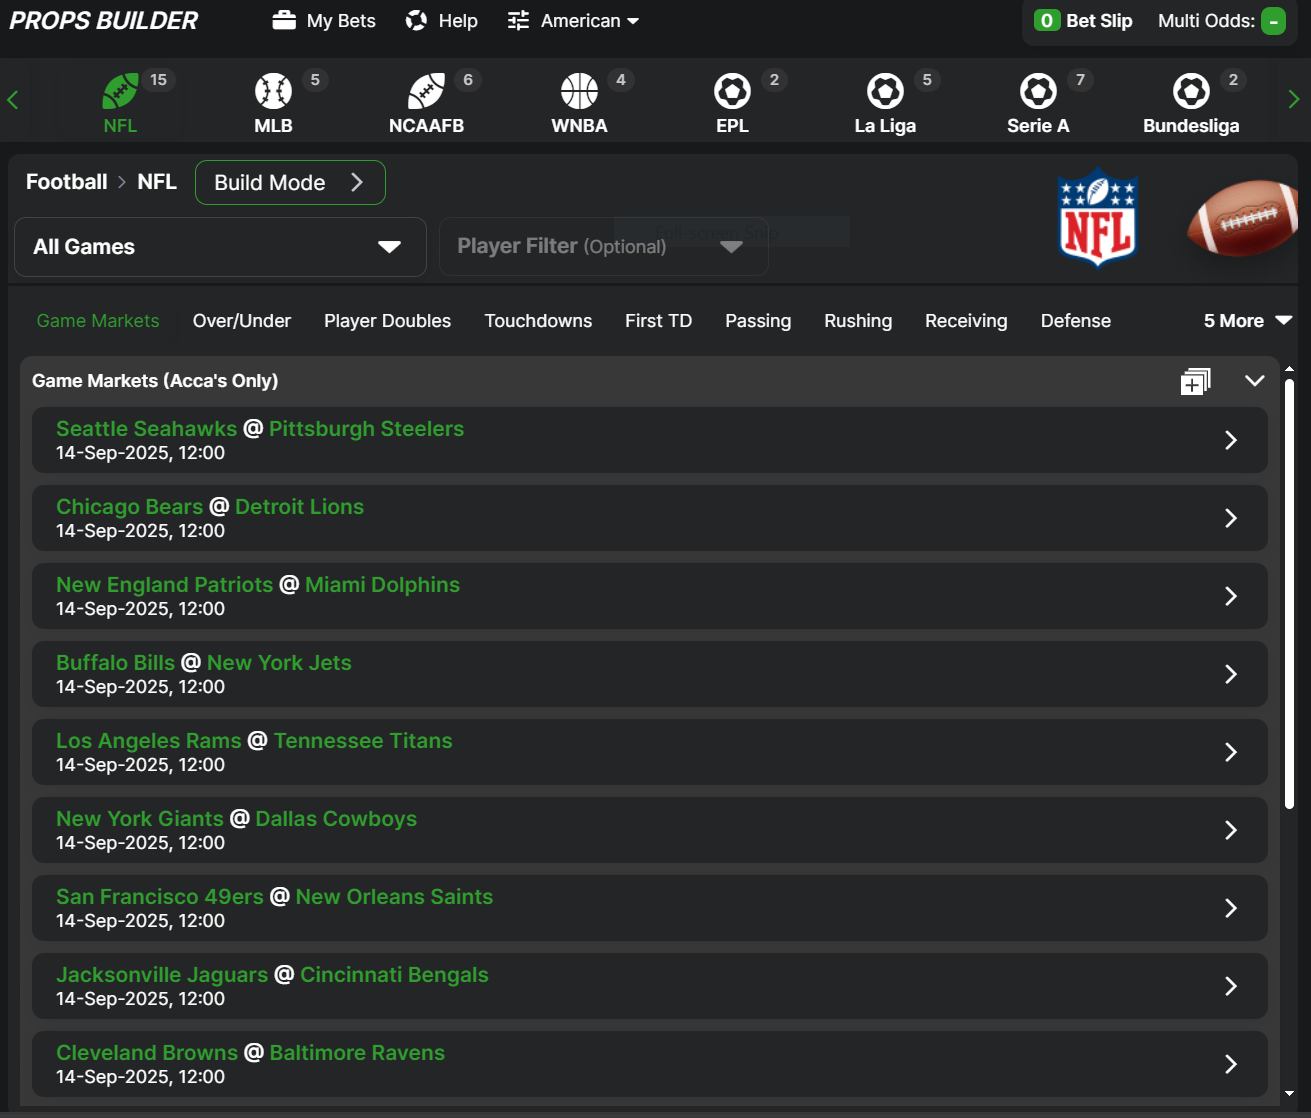 PROPS BUILDER
My Bets
Help
American
0 Bet Slip
Multi Odds: -
15
NFL
5
MLB
6
NCAAFB
4
WNBA
2
EPL
5
La Liga
7
Serie A
2
Bundesliga
Football > NFL
Build Mode
NFL
All Games
Player Filter (Optional)
Full-screen Snip
Game Markets
Over/Under
Player Doubles
Touchdowns
First TD
Passing
Rushing
Receiving
Defense
5 More
Game Markets (Acca's Only)
Seattle Seahawks @ Pittsburgh Steelers
14-Sep-2025, 12:00
Chicago Bears @ Detroit Lions
14-Sep-2025, 12:00
New England Patriots @ Miami Dolphins
14-Sep-2025, 12:00
Buffalo Bills @ New York Jets
14-Sep-2025, 12:00
Los Angeles Rams @ Tennessee Titans
14-Sep-2025, 12:00
New York Giants @ Dallas Cowboys
14-Sep-2025, 12:00
San Francisco 49ers @ New Orleans Saints
14-Sep-2025, 12:00
Jacksonville Jaguars @ Cincinnati Bengals
14-Sep-2025, 12:00
Cleveland Browns @ Baltimore Ravens
14-Sep-2025, 12:00